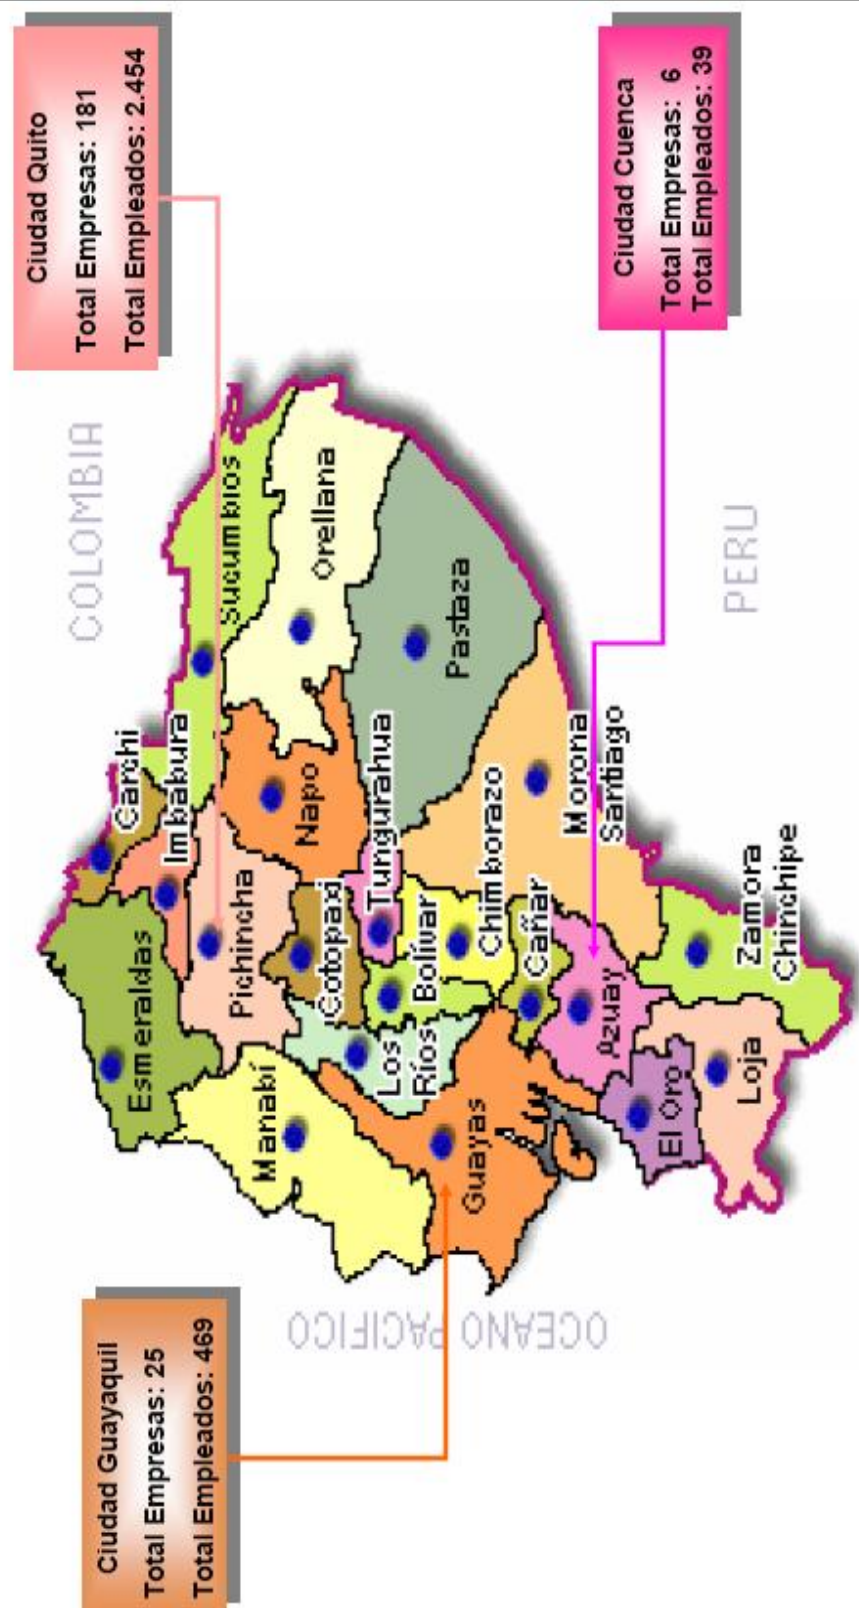 Ciudad Quito
Total Empresas: 181
Total Empleados: 2.454
COLOMBIA
Carchi
Imbabura
Sucumbios
Esmeraldas
Pichincha
Orellana
Napo
Manabí
Cotopaxi
Tungurahua
Pastaza
Los
Ríos
Bolívar
Chimborazo
Guayas
Cañar
Morona
Santiago
Azuay
El Oro
Loja
Zamora
Chinchipe
PERU
OCEANO PACIFICO
Ciudad Guayaquil
Total Empresas: 25
Total Empleados: 469
Ciudad Cuenca
Total Empresas: 6
Total Empleados: 39